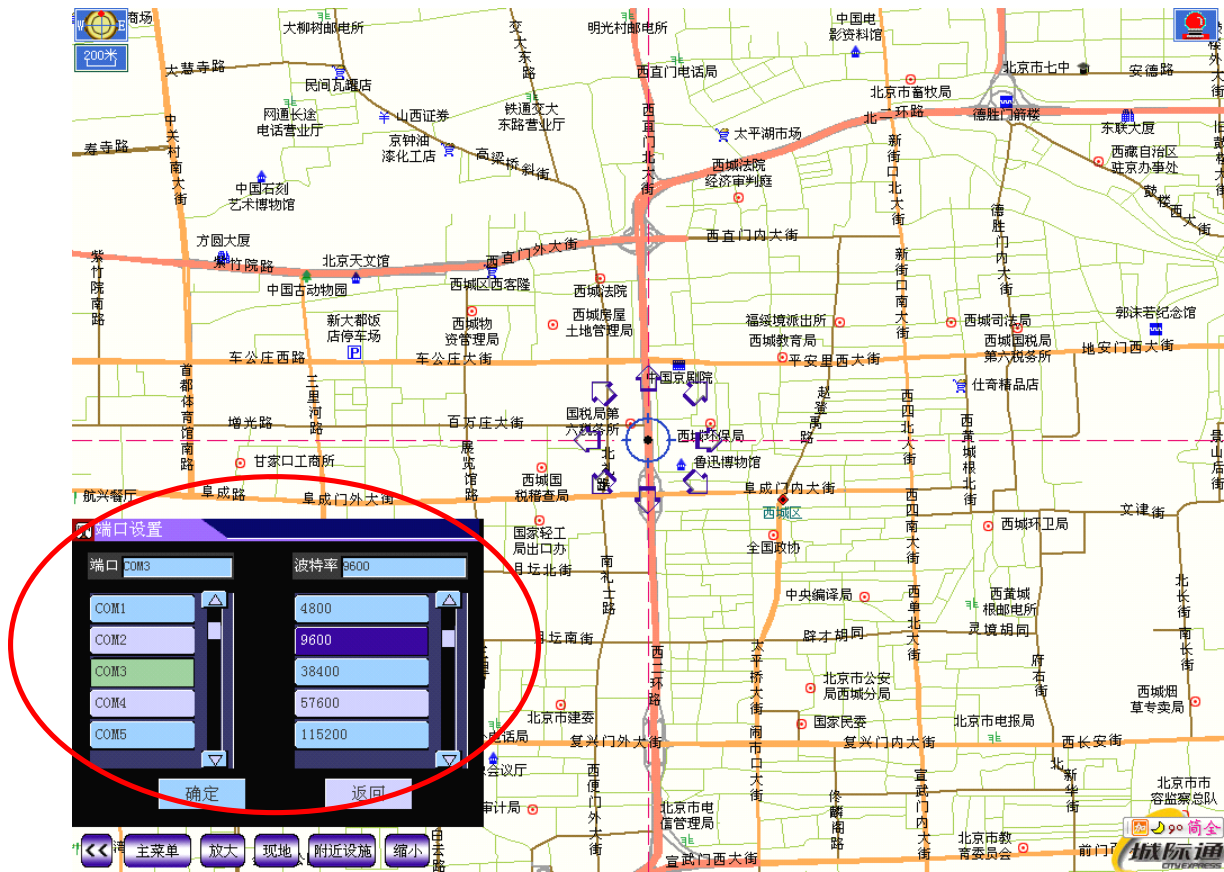 商场
大柳树邮电所
交大东路
明光村邮电所
中国电
影资料馆
W
E
200米
大慧寺路
民间瓦罐店
西直门电话局
北京市七中
安德路
北京市畜牧局
网通长途
电话营业厅
山西证券
铁通交大
东路营业厅
西直门北大街
太平湖市场
北二环路
德胜门箭楼
东联大厦
中关村南大街
寿寺路
京钟油
漆化工店
高梁桥斜街
西城法院
经济审判庭
新街口北大街
西藏自治区
驻京办事处
鼓楼西大街
中国石刻
艺术博物馆
德胜门内大街
方圆大厦
紫竹院路
北京天文馆
西直门外大街
西直门内大街
紫竹院南路
中国古动物园
西城区西客隆
西城法院
新街口南大街
新大都饭
店停车场
P
西城物
资管理局
西城房屋
土地管理局
福绥境派出所
西城司法局
郭沫若纪念馆
西城教育局
西城国税局
第六税务所
地安门西大街
车公庄西路
车公庄大街
平安里西大街
首都体育馆南路
三里河路
中国京剧院
赵登禹路
西四北大街
仕奇精品店
国税局第
六税务所
增光路
百万庄大街
西城环保局
西黄城根北街
景山后街
甘家口工商所
展览馆路
北礼士路
鲁迅博物馆
西城国
税稽查局
航兴餐厅
阜成路
阜成门外大街
阜成门内大街
西城区
西四南大街
文津街
国家轻工
局出口办
全国政协
西城环卫局
端口设置
端口
COM3
波特率
9600
COM1
COM2
COM3
COM4
COM5
4800
9600
38400
57600
115200
确定
返回
月坛北街
南礼士路
中央编译局
西单北大街
西黄城
根邮电所
北长街
月坛南街
辟才胡同
灵境胡同
南长街
西二环路
太平桥大街
府右街
北京市公安
局西城分局
西城烟
草专卖局
北京市建委
国家民委
北京市电报局
电话局
复兴门外大街
闹市口大街
复兴门内大街
西长安街
会议厅
西便门外大街
宣武门内大街
北新华街
北京市市
容监察总队
审计局
北京市电
信管理局
佟麟阁路
北京市教
育委员会
白云路
宣武门西大街
前门西
<<
主菜单
放大
现地
附近设施
缩小
简全
城际通
CITY EXPRESS